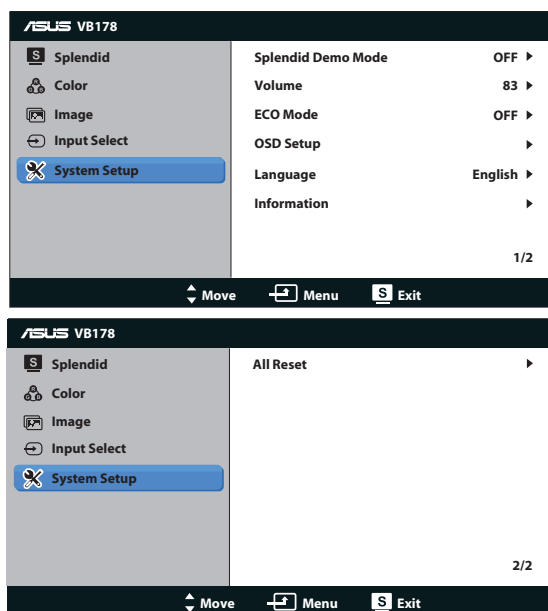 ASUS VB178
S Splendid
Color
Image
Input Select
System Setup
Splendid Demo Mode OFF
Volume 83
ECO Mode OFF
OSD Setup
Language English
Information
1/2
Move Menu S Exit
ASUS VB178
S Splendid
Color
Image
Input Select
System Setup
All Reset
2/2
Move Menu S Exit